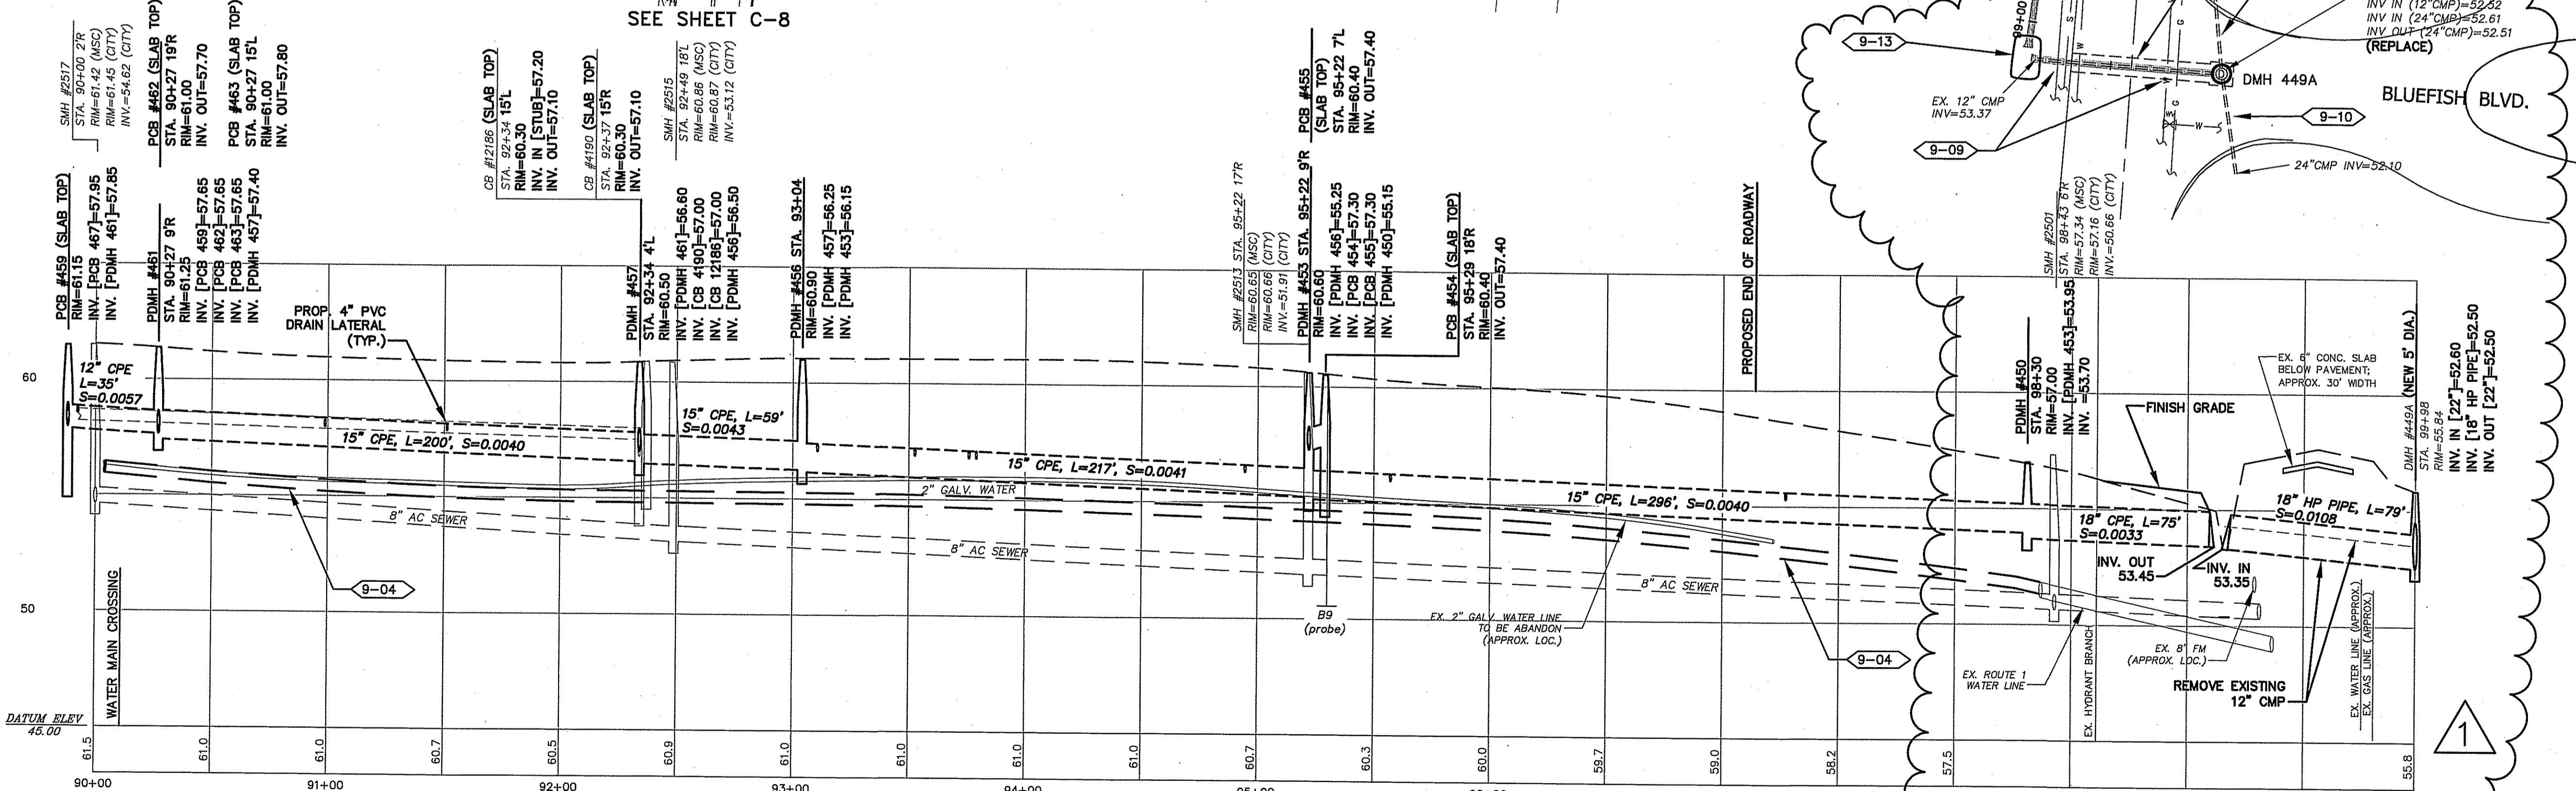 SEE SHEET C-8
SMH #2517
STA. 90+00 2'R
RIM=61.42 (MSC)
RIM=61.45 (CITY)
INV.=54.62 (CITY)
PCB #462 (SLAB TOP)
STA. 90+27 19'R
RIM=61.00
INV. OUT=57.70
PCB #463 (SLAB TOP)
STA. 90+27 15'L
RIM=61.00
INV. OUT=57.80
CB #12186 (SLAB TOP)
STA. 92+34 15'L
RIM=60.30
INV. IN [STUB]=57.20
INV. OUT=57.10
CB #4190 (SLAB TOP)
STA. 92+37 15'R
RIM=60.30
INV. OUT=57.10
SMH #2515
STA. 92+49 18'L
RIM=60.86 (MSC)
RIM=60.87 (CITY)
INV.=53.12 (CITY)
PCB #455
(SLAB TOP)
STA. 95+22 7'L
RIM=60.40
INV. OUT=57.40
INV IN (12"CMP)=52.52
INV IN (24"CMP)=52.61
INV OUT (24"CMP)=52.51
(REPLACE)
99+00
9-13
S
W
G
DMH 449A
BLUEFISH BLVD.
EX. 12" CMP
INV=53.37
G
WV
W
9-10
9-09
24"CMP INV=52.10
PCB #459 (SLAB TOP)
RIM=61.15
INV. [PCB 467]=57.95
INV. [PDMH 461]=57.85
PDMH #461
STA. 90+27 9'R
RIM=61.25
INV. [PCB 459]=57.65
INV. [PCB 462]=57.65
INV. [PCB 463]=57.65
INV. [PDMH 457]=57.40
PDMH #457
STA. 92+34 4'L
RIM=60.50
INV. [PDMH 461]=56.60
INV. [CB 4190]=57.00
INV. [CB 12186]=57.00
INV. [PDMH 456]=56.50
PDMH #456 STA. 93+04
RIM=60.90
INV. [PDMH 457]=56.25
INV. [PDMH 453]=56.15
SMH #2513 STA. 95+22 17'R
RIM=60.65 (MSC)
RIM=60.66 (CITY)
INV.=51.91 (CITY)
PDMH #453 STA. 95+22 9'R
RIM=60.60
INV. [PDMH 456]=55.25
INV. [PCB 454]=57.30
INV. [PCB 455]=57.30
INV. [PDMH 450]=55.15
PCB #454 (SLAB TOP)
STA. 95+29 18'R
RIM=60.40
INV. OUT=57.40
PROPOSED END OF ROADWAY
SMH #2501
STA. 98+43 6'R
RIM=57.34 (MSC)
RIM=57.16 (CITY)
INV.=50.66 (CITY)
PDMH #450
STA. 98+30
RIM=57.00
INV. [PDMH 453]=53.95
INV. =53.70
DMH #449A (NEW 5' DIA.)
STA. 99+98
RIM=55.84
INV. IN [22"]=52.60
INV. [18" HP PIPE]=52.50
INV. OUT [22"]=52.50
PROP. 4" PVC
DRAIN LATERAL
(TYP.)
EX. 6" CONC. SLAB
BELOW PAVEMENT;
APPROX. 30' WIDTH
FINISH GRADE
60
12" CPE
L=35'
S=0.0057
15" CPE, L=200', S=0.0040
15" CPE, L=59'
S=0.0043
15" CPE, L=217', S=0.0041
15" CPE, L=296', S=0.0040
18" CPE, L=75'
S=0.0033
18" HP PIPE, L=79'
S=0.0108
2" GALV. WATER
8" AC SEWER
8" AC SEWER
8" AC SEWER
INV. OUT
53.45
INV. IN
53.35
9-04
50
WATER MAIN CROSSING
B9
(probe)
EX. 2" GALV. WATER LINE
TO BE ABANDON
(APPROX. LOC.)
9-04
EX. ROUTE 1
WATER LINE
EX. HYDRANT BRANCH
EX. 8" FM
(APPROX. LOC.)
REMOVE EXISTING
12" CMP
EX. WATER LINE (APPROX.)
EX. GAS LINE (APPROX.)
1
DATUM ELEV
45.00
61.5
61.0
61.0
60.7
60.5
60.9
61.0
61.0
61.0
61.0
60.7
60.3
60.0
59.7
59.0
58.2
57.5
55.8
90+00
91+00
92+00
93+00
94+00
95+00